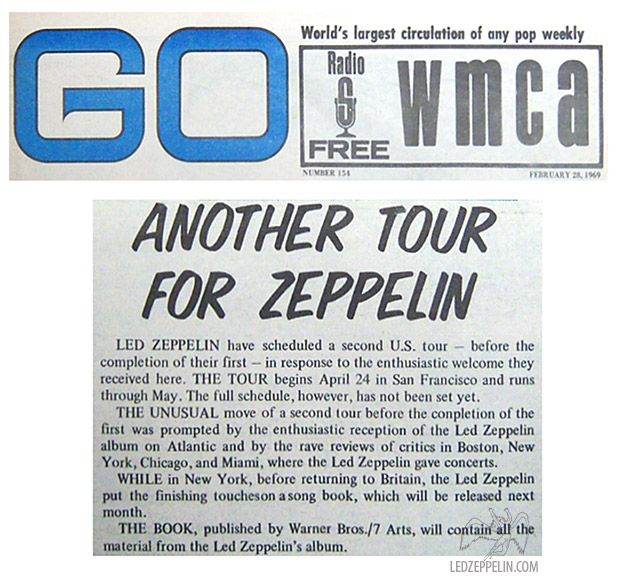 GO
World's largest circulation of any pop weekly
Radio
FREE
wmca
NUMBER 154
FEBRUARY 28, 1969
ANOTHER TOUR
FOR ZEPPELIN
LED ZEPPELIN have scheduled a second U.S. tour — before the
completion of their first — in response to the enthusiastic welcome they
received here. THE TOUR begins April 24 in San Francisco and runs
through May. The full schedule, however, has not been set yet.
THE UNUSUAL move of a second tour before the conpletion of the
first was prompted by the enthusiastic reception of the Led Zeppelin
album on Atlantic and by the rave reviews of critics in Boston, New
York, Chicago, and Miami, where the Led Zeppelin gave concerts.
WHILE in New York, before returning to Britain, the Led Zeppelin
put the finishing toucheson a song book, which will be released next
month.
THE BOOK, published by Warner Bros./7 Arts, will contain all the
material from the Led Zeppelin's album.
LEDZEPPELIN.COM